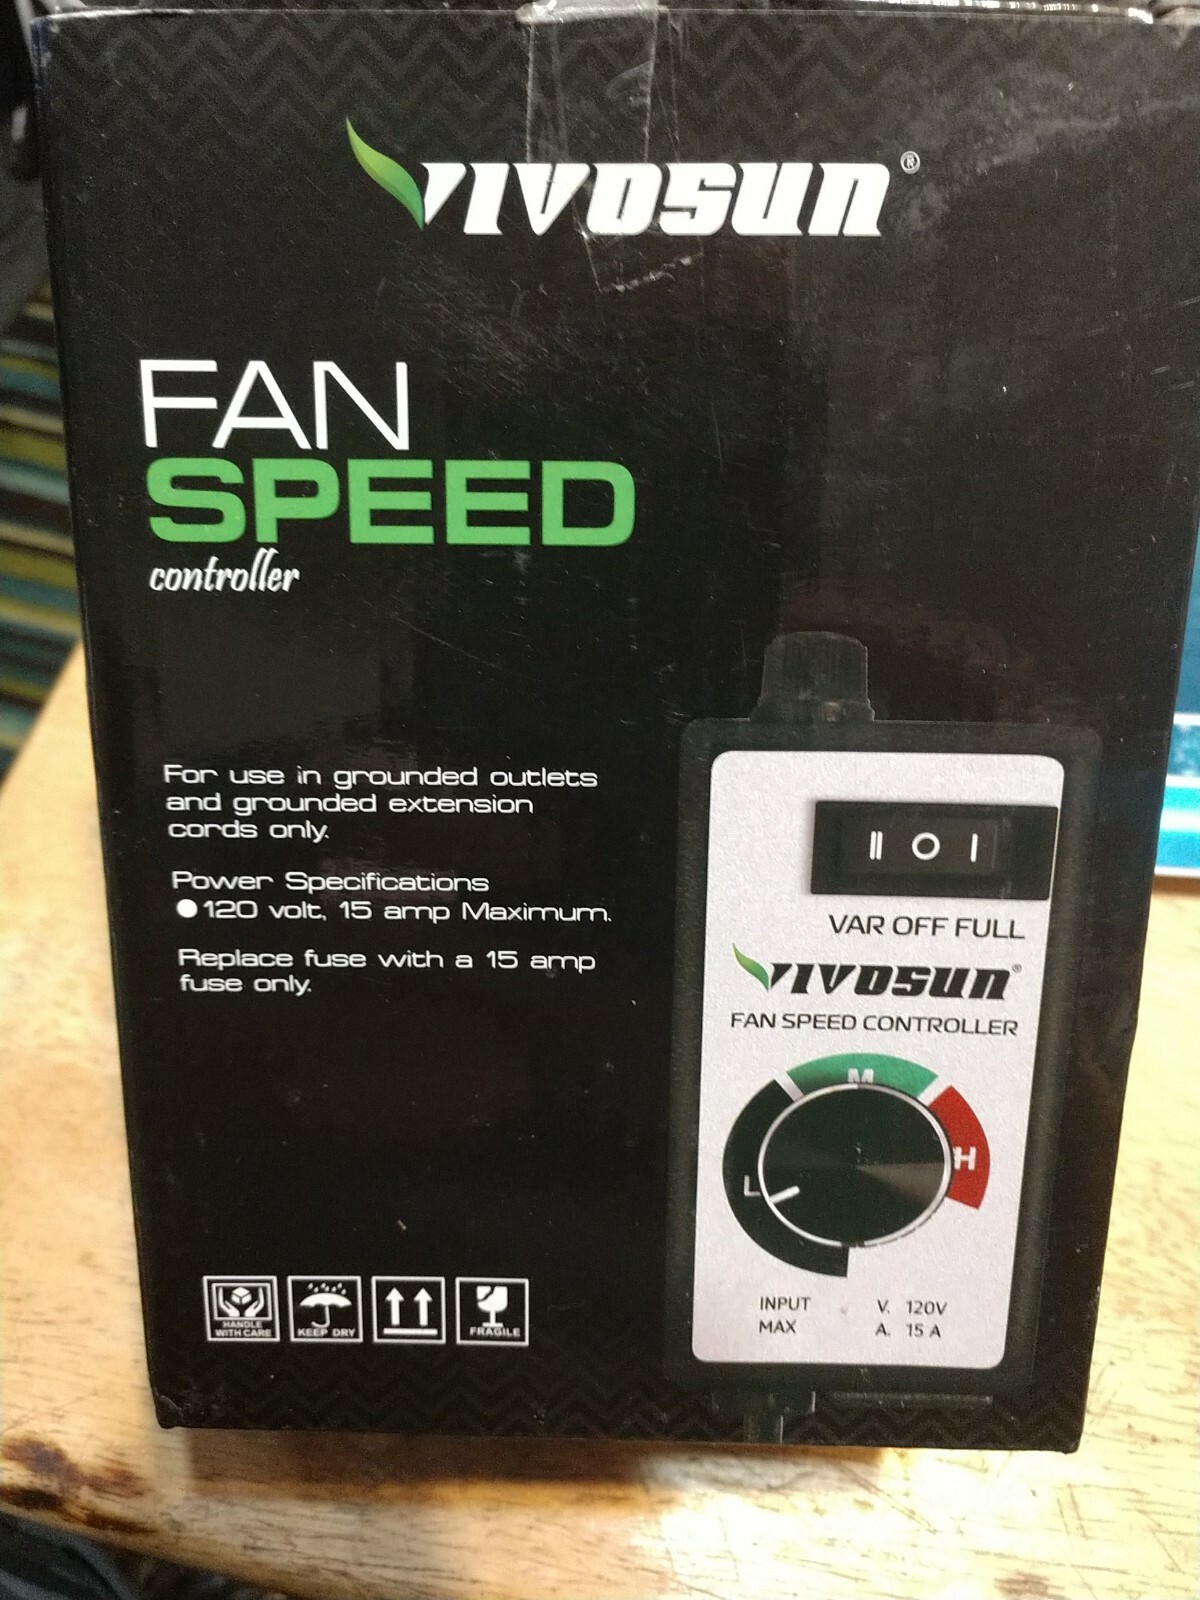 VIVOSUN®
FAN
SPEED
controller
For use in grounded outlets
and grounded extension
cords only.
Power Specifications
●120 volt, 15 amp Maximum.
Replace fuse with a 15 amp
fuse only.
HANDLE
WITH CARE
KEEP DRY
FRAGILE
II O I
VAR OFF FULL
VIVOSUN®
FAN SPEED CONTROLLER
M
H
L
INPUT V. 120V
MAX A. 15 A